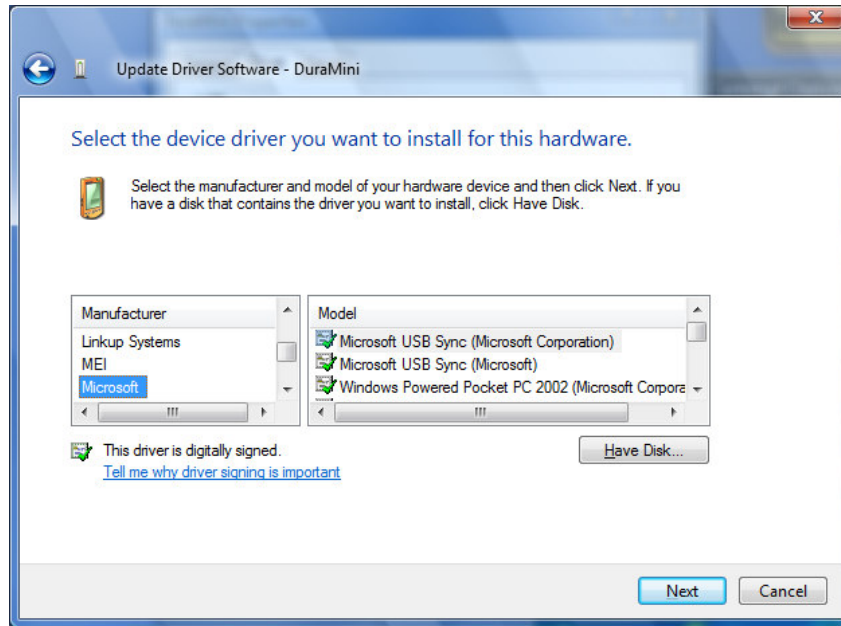 Update Driver Software - DuraMini
Select the device driver you want to install for this hardware.
Select the manufacturer and model of your hardware device and then click Next. If you
have a disk that contains the driver you want to install, click Have Disk.
Manufacturer
Linkup Systems
MEI
Microsoft
Model
Microsoft USB Sync (Microsoft Corporation)
Microsoft USB Sync (Microsoft)
Windows Powered Pocket PC 2002 (Microsoft Corpora
This driver is digitally signed.
Have Disk...
Tell me why driver signing is important
Next
Cancel